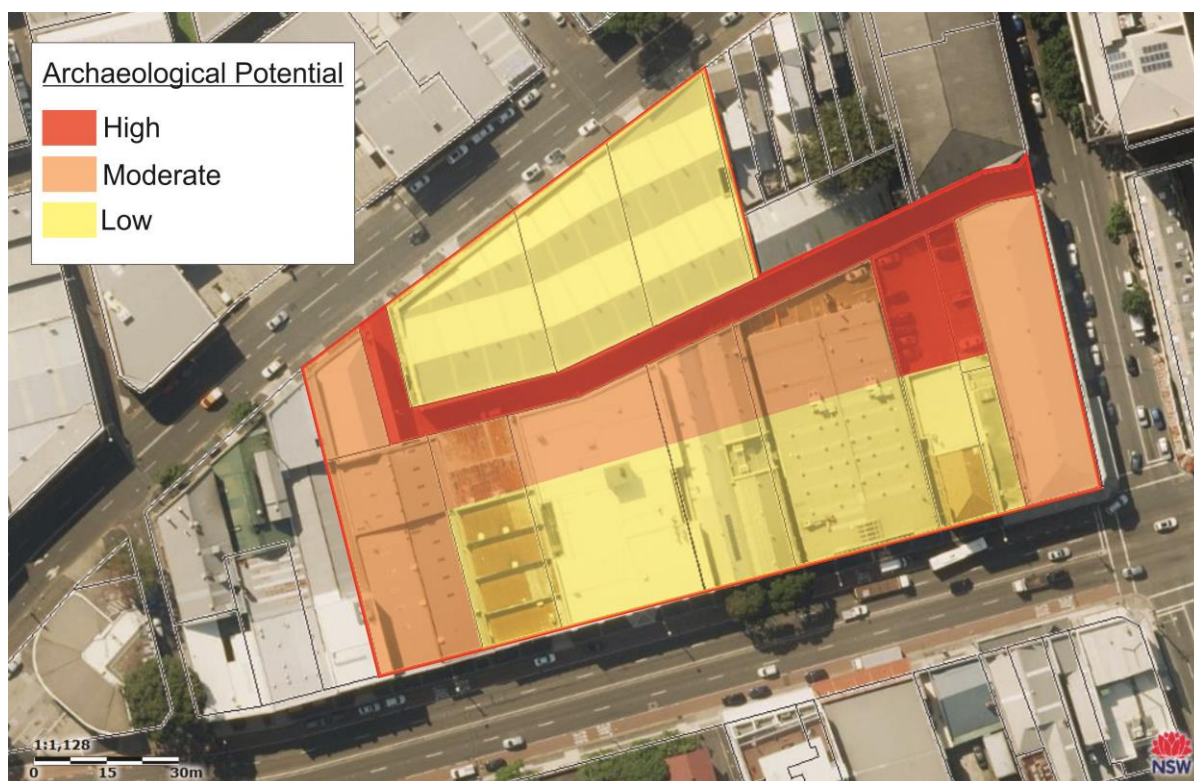 Archaeological Potential
High
Moderate
Low
1:1,128
0 15 30m
NSW